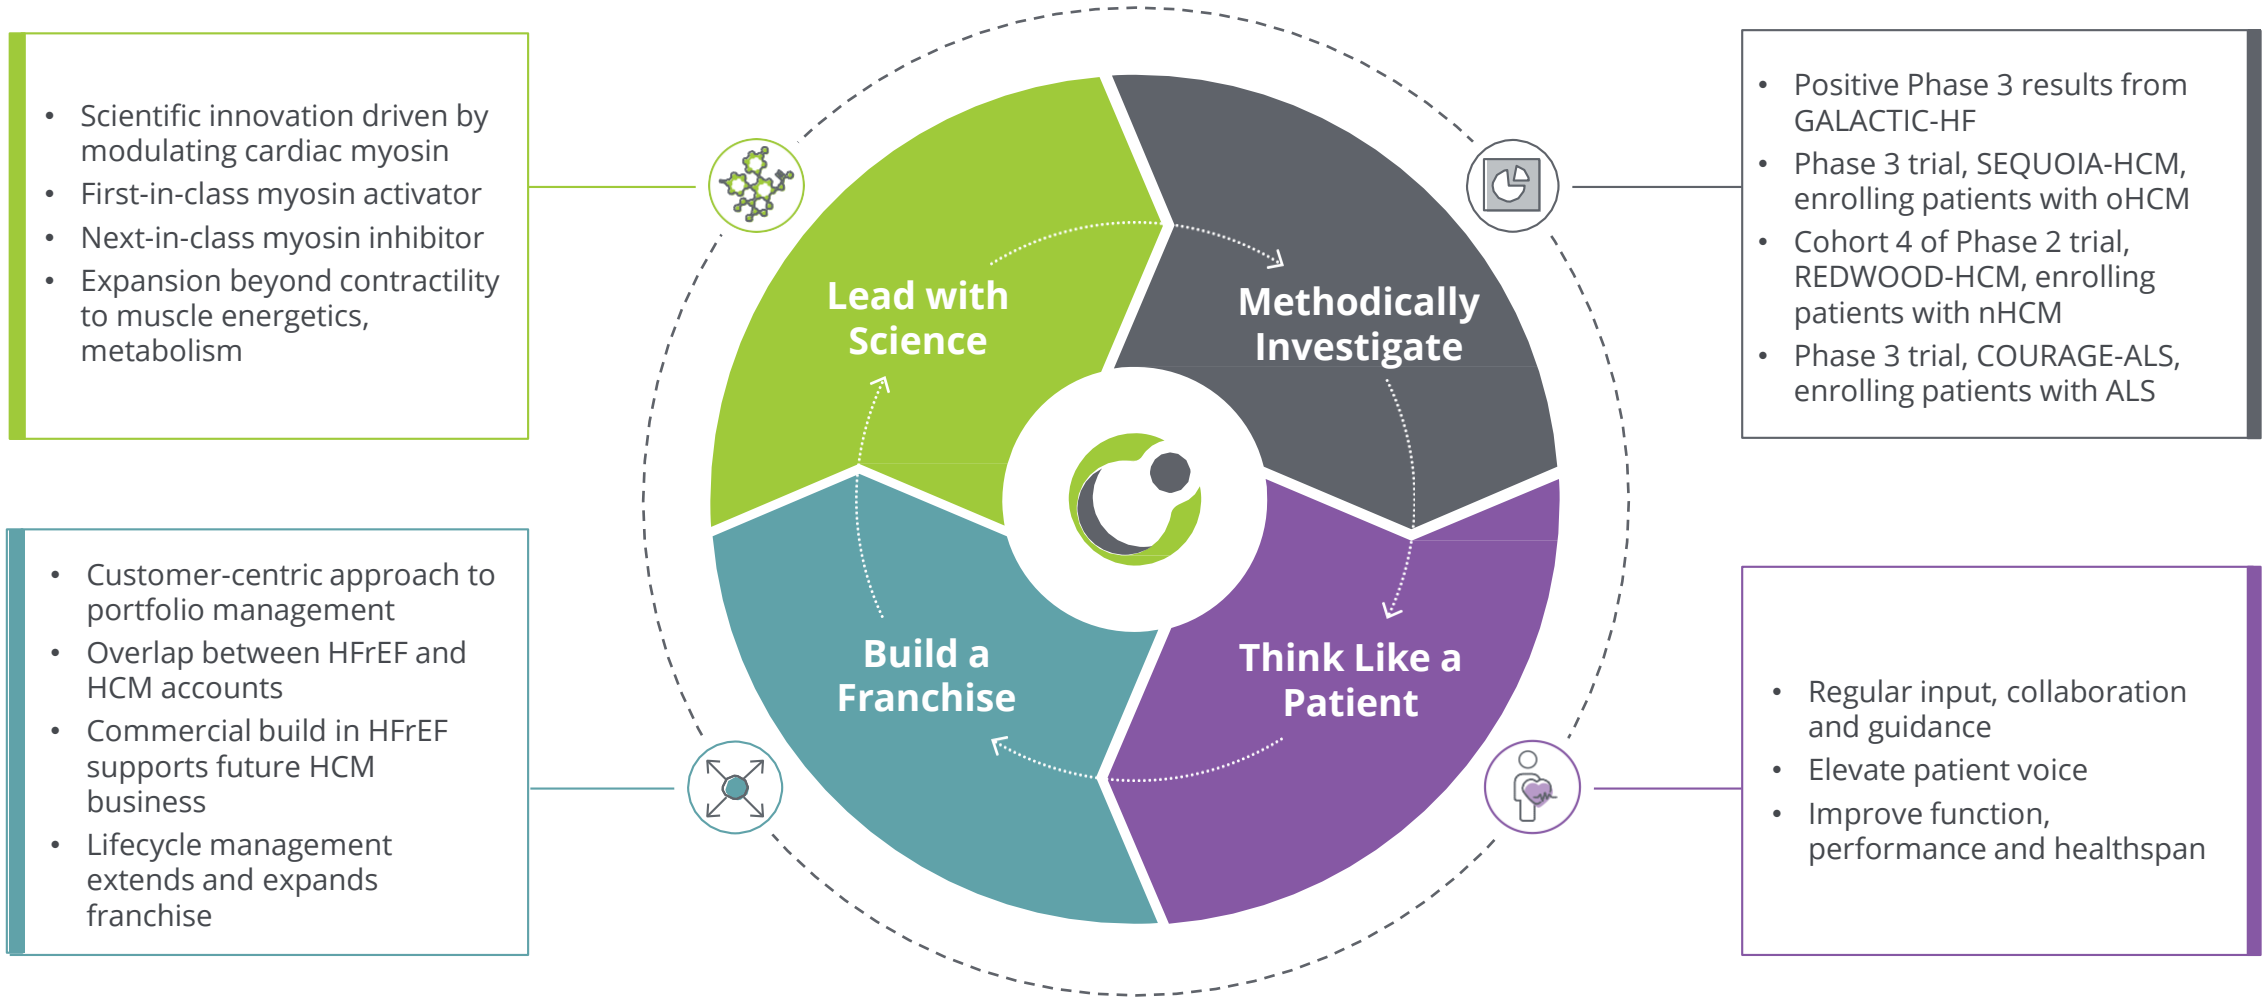 • Scientific innovation driven by
modulating cardiac myosin
• First-in-class myosin activator
• Next-in-class myosin inhibitor
• Expansion beyond contractility
to muscle energetics,
metabolism
Lead with
Science
Methodically
Investigate
• Positive Phase 3 results from
GALACTIC-HF
• Phase 3 trial, SEQUOIA-HCM,
enrolling patients with oHCM
• Cohort 4 of Phase 2 trial,
REDWOOD-HCM, enrolling
patients with nHCM
• Phase 3 trial, COURAGE-ALS,
enrolling patients with ALS
• Customer-centric approach to
portfolio management
• Overlap between HFrEF and
HCM accounts
• Commercial build in HFrEF
supports future HCM
business
• Lifecycle management
extends and expands
franchise
Build a
Franchise
Think Like a
Patient
• Regular input, collaboration
and guidance
• Elevate patient voice
• Improve function,
performance and healthspan